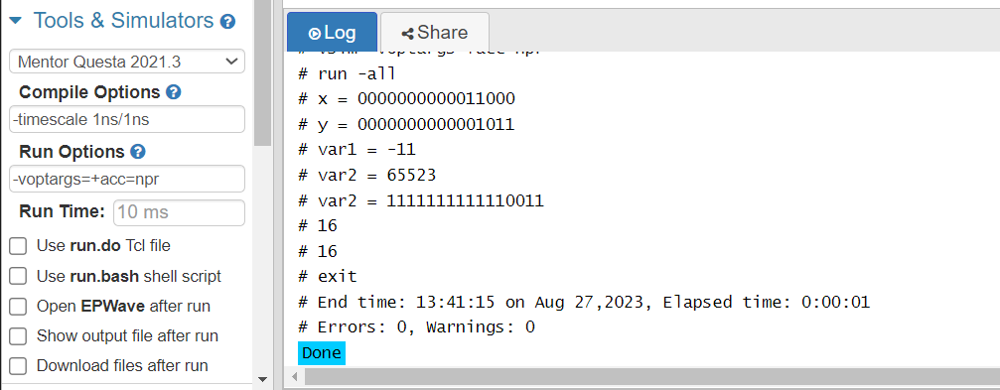 Tools & Simulators ?
Mentor Questa 2021.3
Compile Options ?
-timescale 1ns/1ns
Run Options ?
-voptargs=+acc=npr
Run Time: 10 ms
Use run.do Tcl file
Use run.bash shell script
Open EPWave after run
Show output file after run
Download files after run
Log Share
# vsim -voptargs=+acc=npr
# run -all
# x = 0000000000011000
# y = 0000000000001011
# var1 = -11
# var2 = 65523
# var2 = 1111111111110011
# 16
# 16
# exit
# End time: 13:41:15 on Aug 27,2023, Elapsed time: 0:00:01
# Errors: 0, Warnings: 0
Done